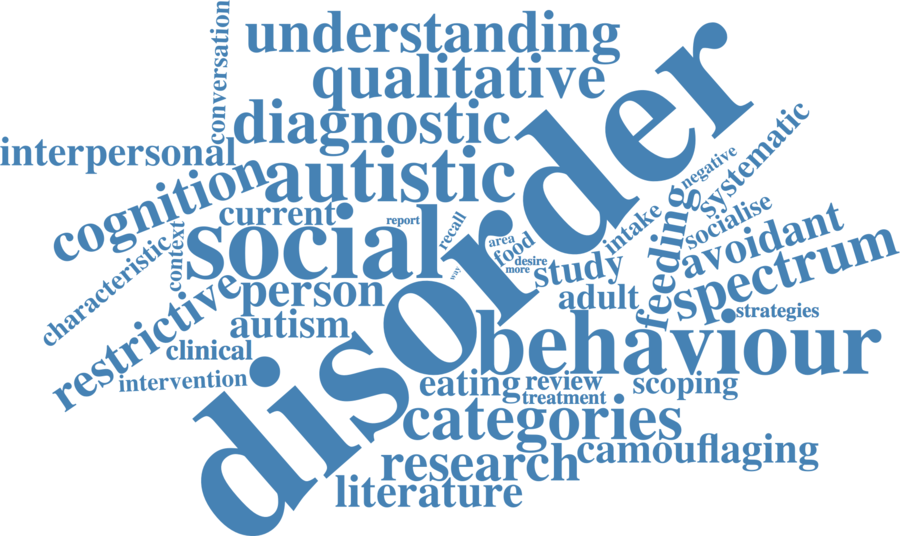 conversation
understanding
qualitative
diagnostic
interpersonal
cognition
autistic
disorder
negative
systematic
current
report
social
recall
characteristic
context
area
food
desire
more
way
intake
feeding
socialise
avoidant
study
spectrum
restrictive
person
adult
strategies
autism
behaviour
clinical
intervention
eating
review
treatment
scoping
categories
camouflaging
research
literature